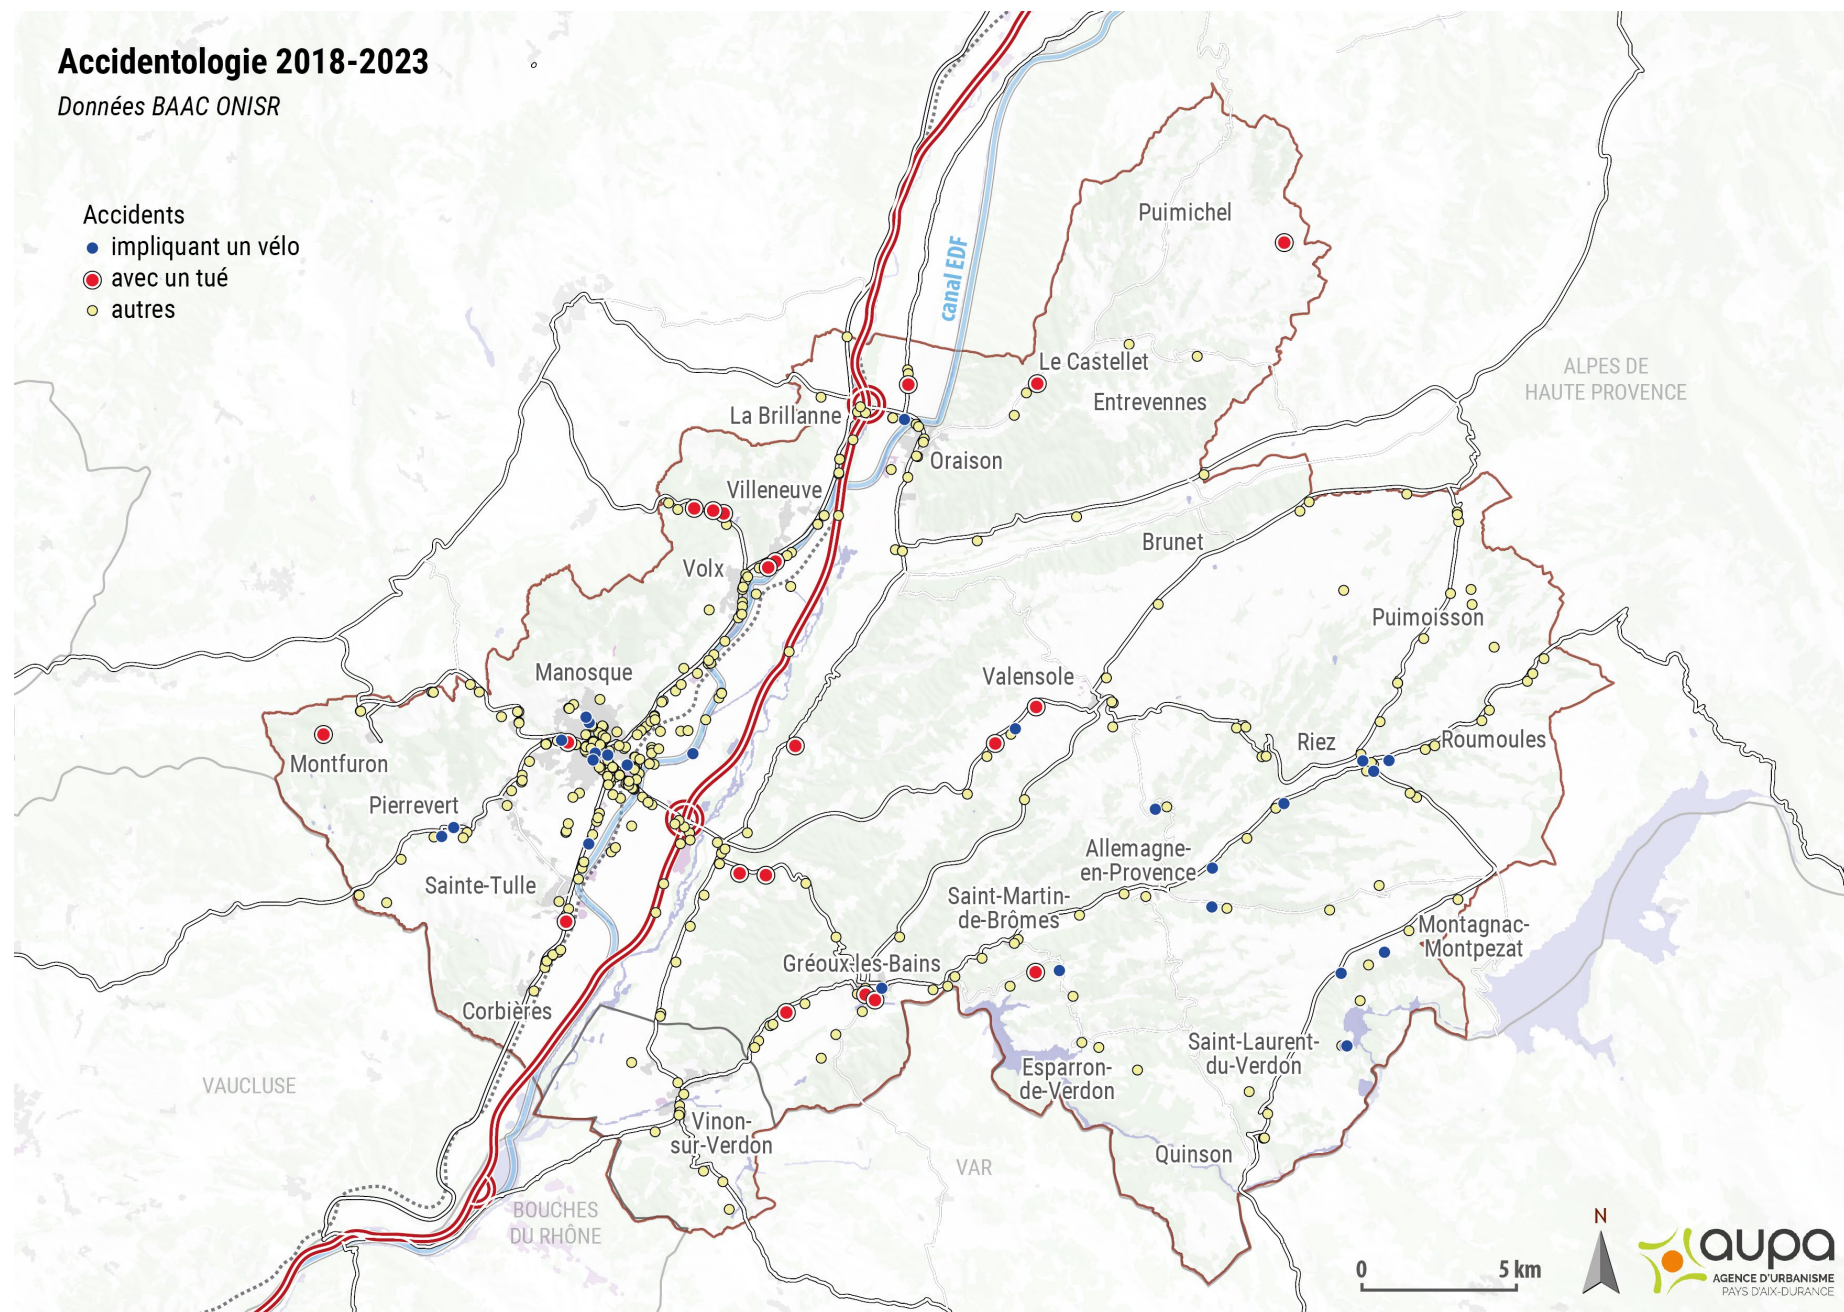 Accidentologie 2018-2023
Données BAAC ONISR
Accidents
impliquant un vélo
avec un tué
autres
Puimichel
canal EDF
Le Castellet
ALPES DE
HAUTE PROVENCE
Entrevennes
La Brillanne
Oraison
Villeneuve
Brunet
Volx
Puimoisson
Manosque
Valensole
Riez
Roumoules
Montfuron
Pierrevert
Allemagne-
en-Provence
Sainte-Tulle
Saint-Martin-
de-Brômes
Montagnac-
Montpezat
Gréoux-les-Bains
Corbières
Saint-Laurent-
du-Verdon
Esparron-
de-Verdon
VAUCLUSE
Vinon-
sur-Verdon
Quinson
VAR
BOUCHES
DU RHÔNE
N
0
5 km
aupa
AGENCE D'URBANISME
PAYS D'AIX-DURANCE